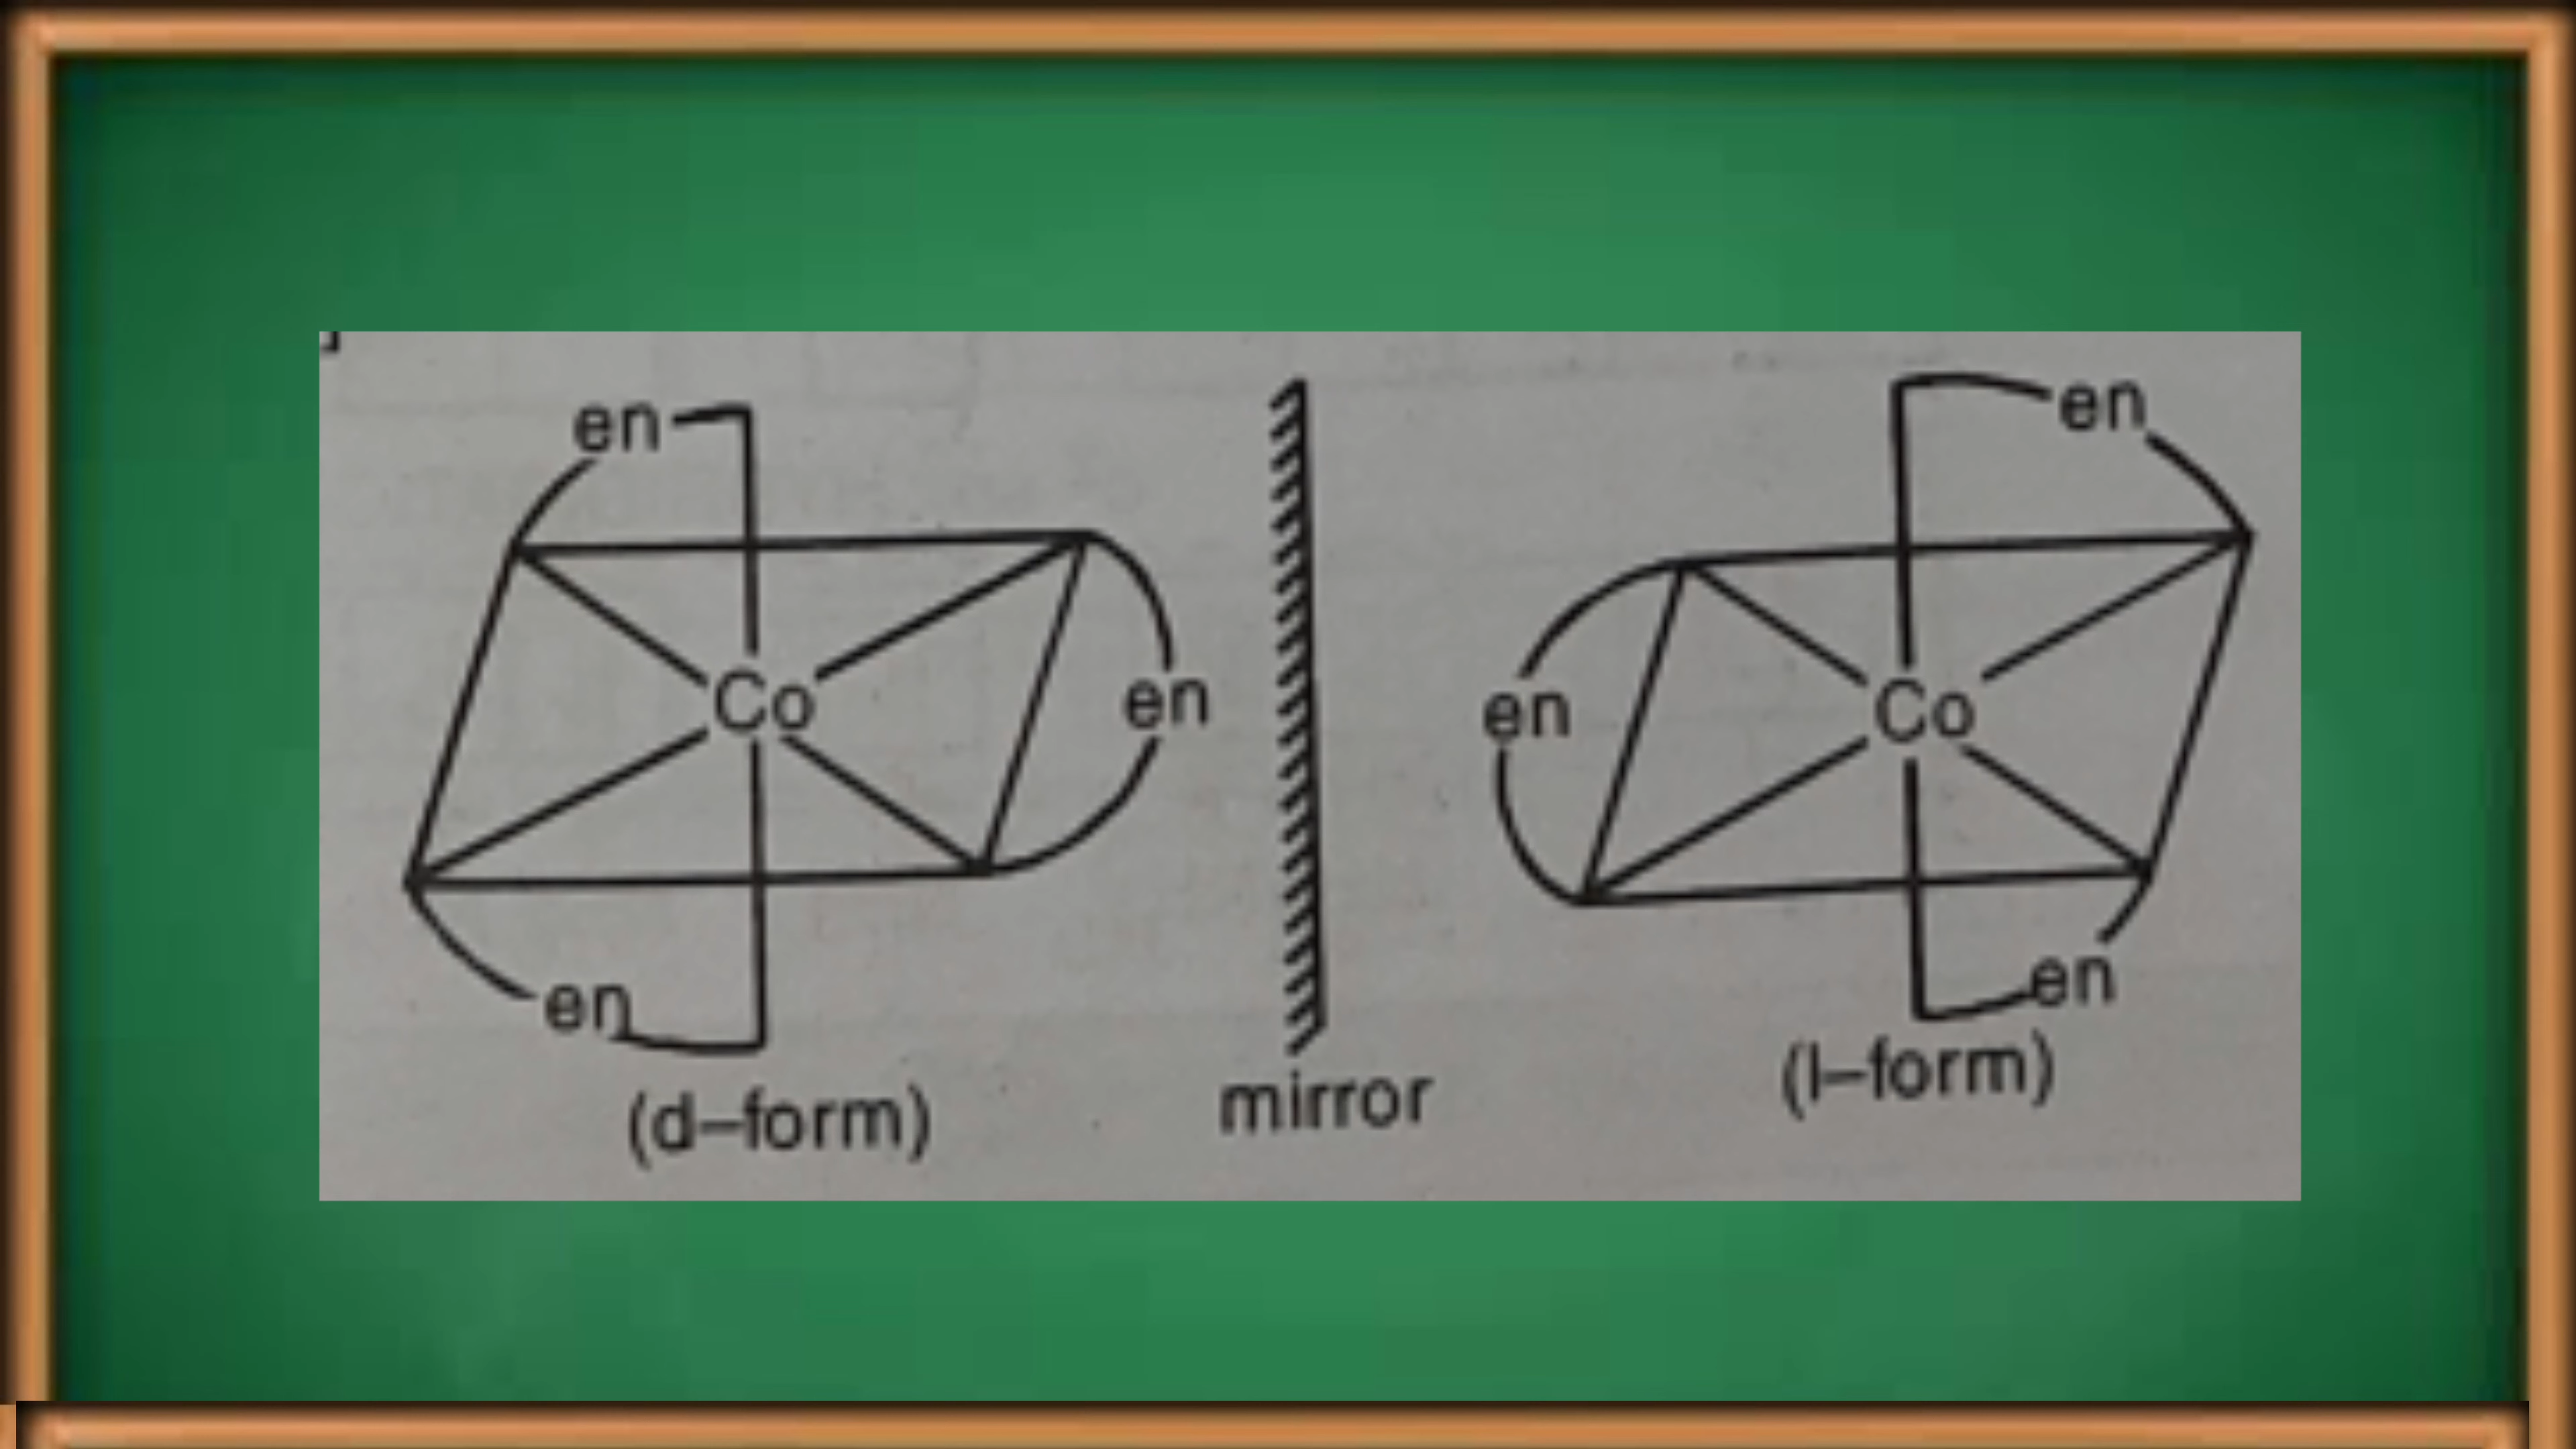 en
en
Co
en
en
Co
en
en
(d–form)
mirror
(l–form)